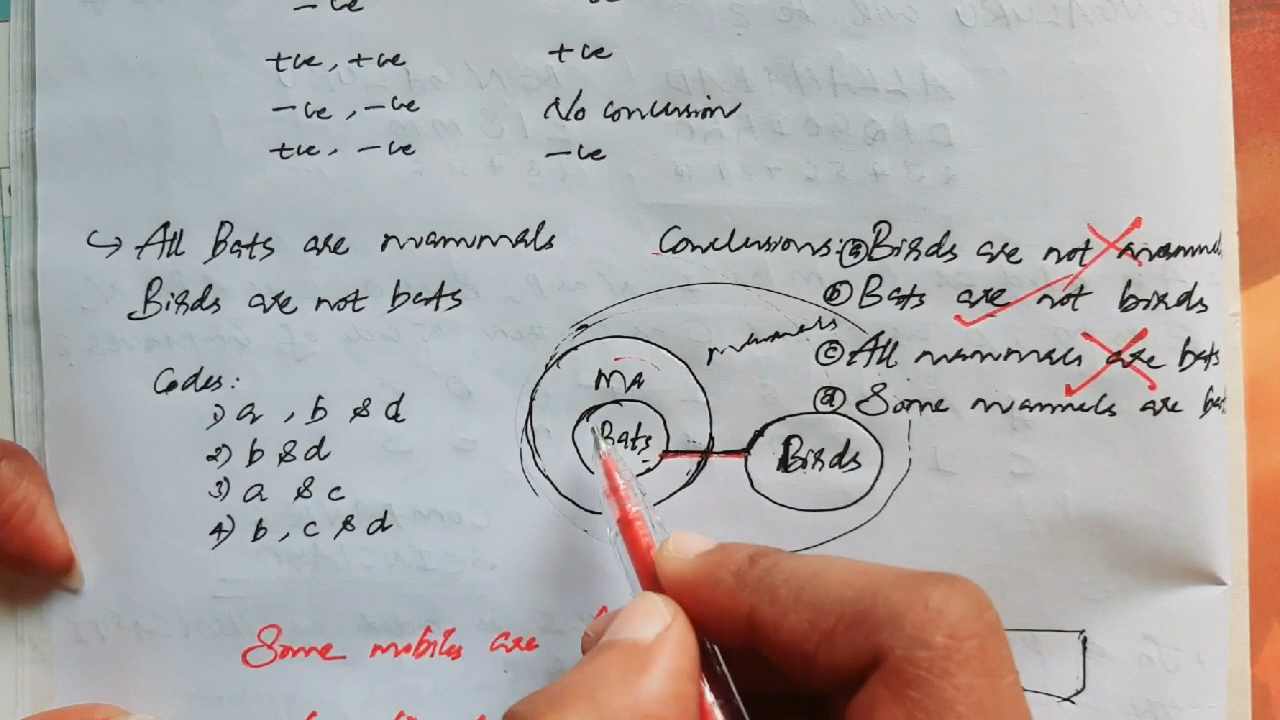 -ve
+ve, +ve +ve
-ve, -ve No conclusion
+ve, -ve -ve
↪ All Bats are mammals
Birds are not bats
Conclusions: ⓐ Birds are not mammals
ⓑ Bats are not birds
ⓒ All mammals are bats
ⓓ Some mammals are bat
Codes:
1) a, b & d
2) b & d
3) a & c
4) b, c & d
mammals
MA
Bats
Birds
Some mobiles are